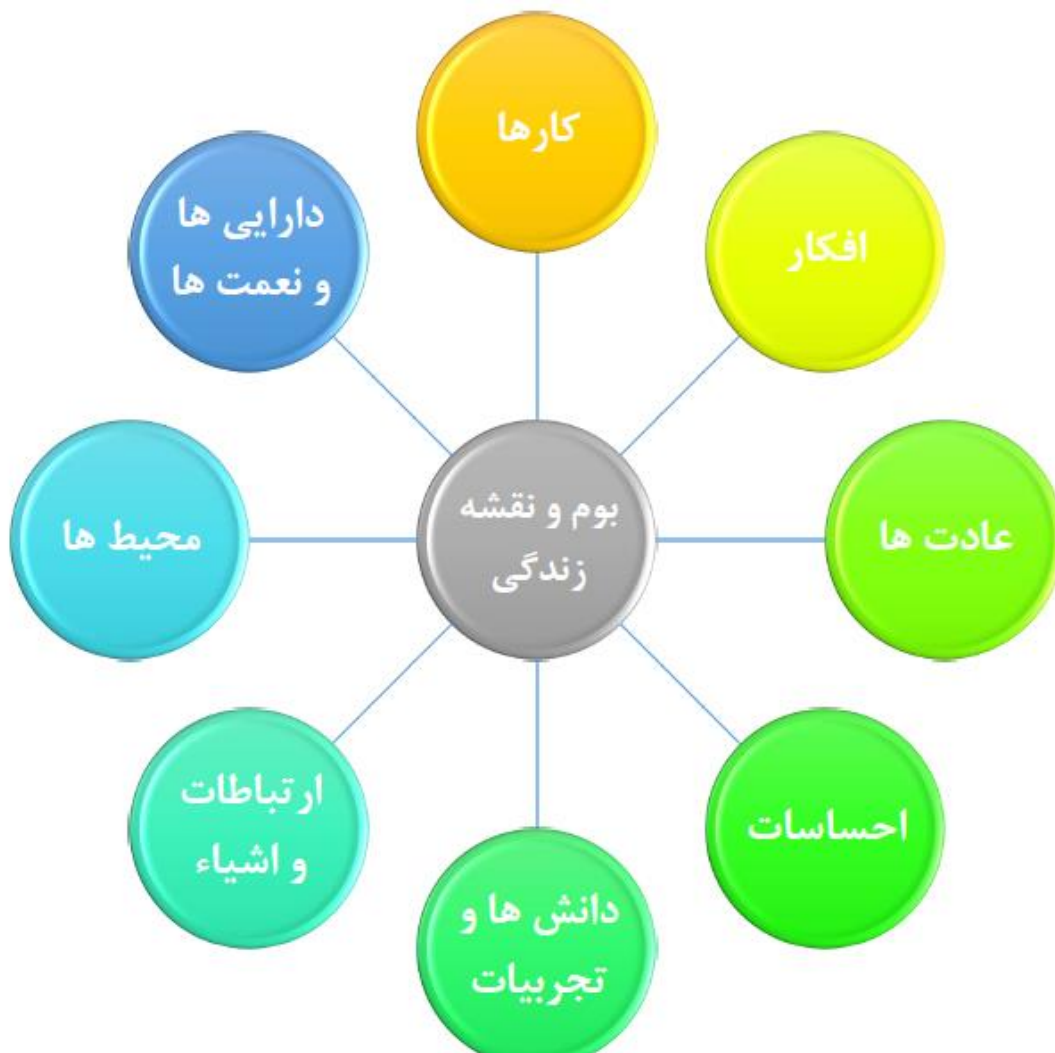 کارها
افکار
عادت ها
احساسات
دانش ها و
تجربیات
ارتباطات
و اشیاء
محیط ها
دارایی ها
و نعمت ها
بوم و نقشه
زندگی